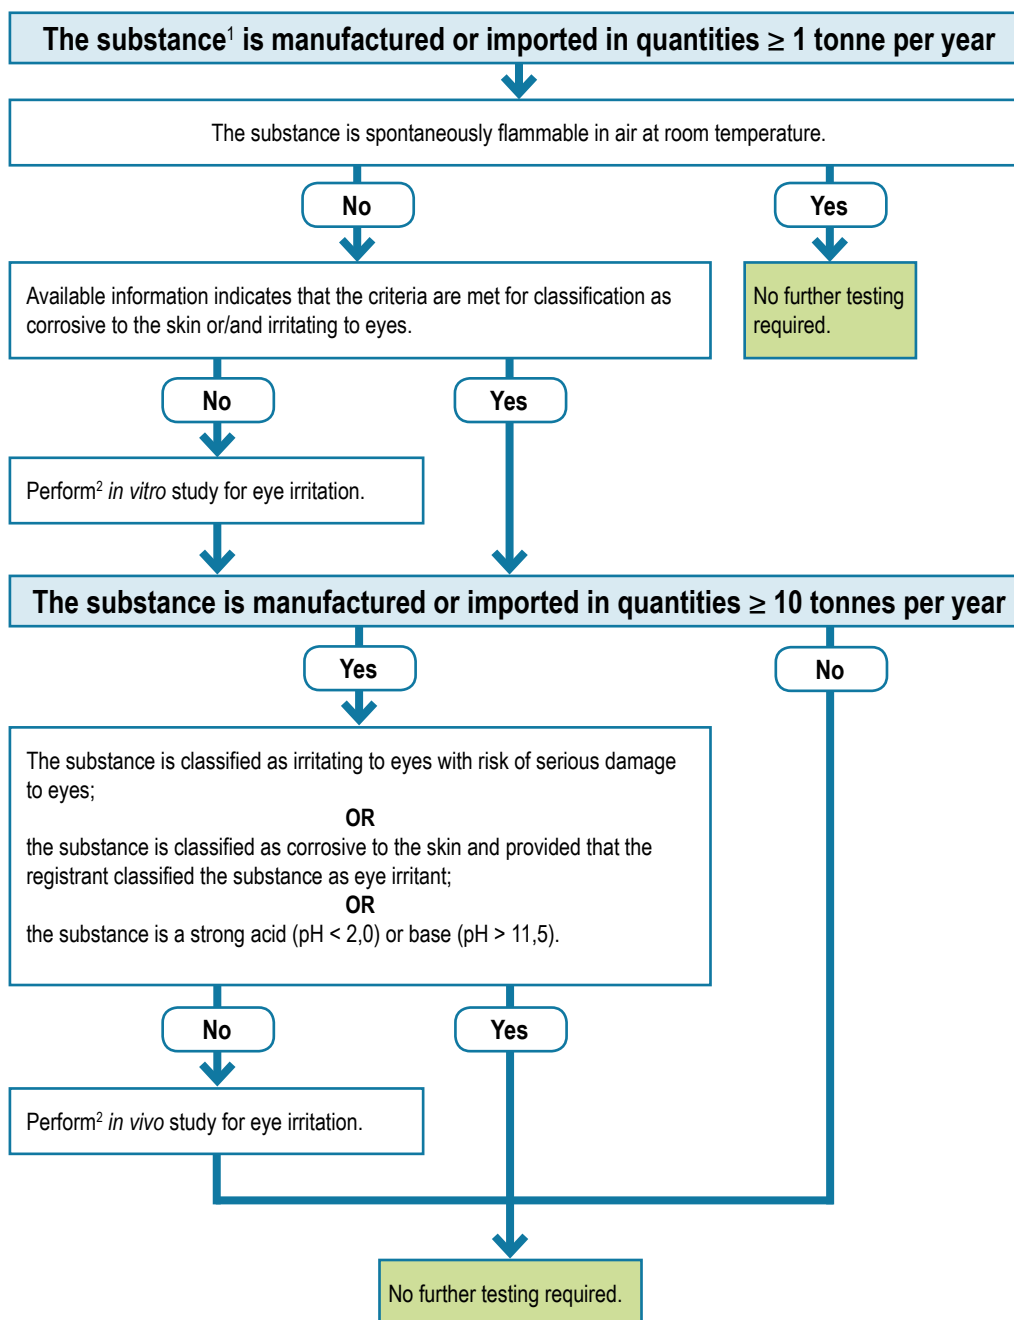 The substance¹ is manufactured or imported in quantities ≥ 1 tonne per year
The substance is spontaneously flammable in air at room temperature.
No
Yes
Available information indicates that the criteria are met for classification as
corrosive to the skin or/and irritating to eyes.
No further testing
required.
No
Yes
Perform² in vitro study for eye irritation.
The substance is manufactured or imported in quantities ≥ 10 tonnes per year
Yes
No
The substance is classified as irritating to eyes with risk of serious damage
to eyes;
OR
the substance is classified as corrosive to the skin and provided that the
registrant classified the substance as eye irritant;
OR
the substance is a strong acid (pH < 2,0) or base (pH > 11,5).
No
Yes
Perform² in vivo study for eye irritation.
No further testing required.